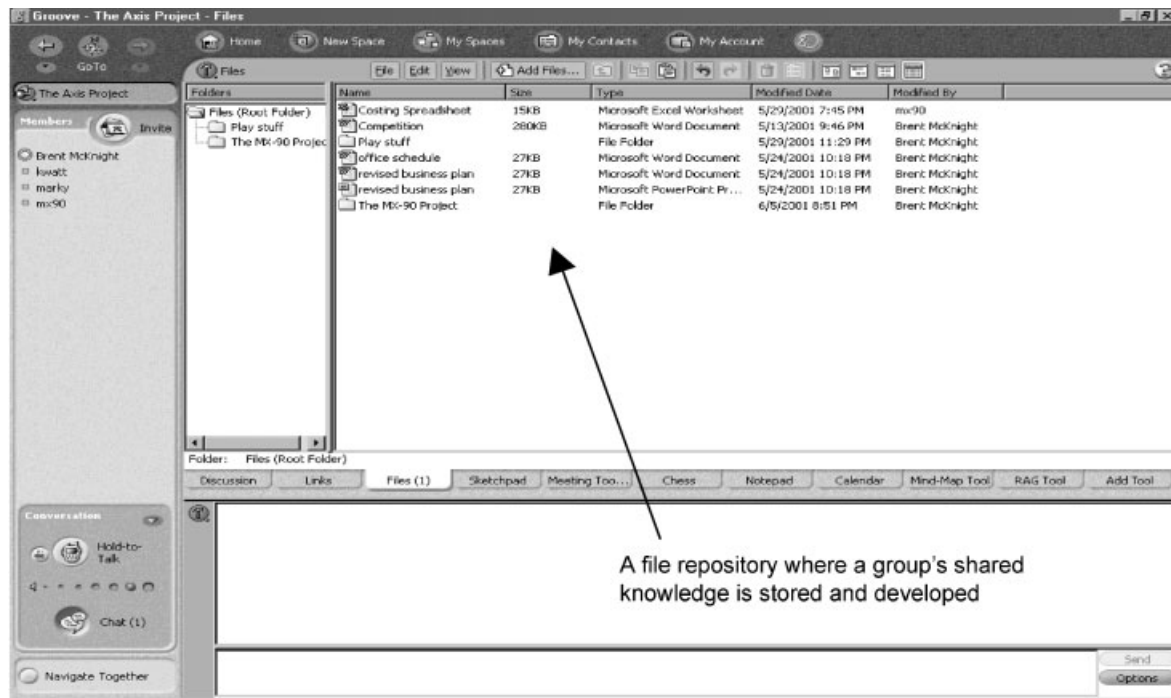 Groove - The Axis Project - Files
GoTo
Home New Space My Spaces My Contacts My Account
Files File Edit View Add Files...
The Axis Project
Members Invite
Brent McKnight
kwatt
marky
mx90
Folders
Files (Root Folder)
Play stuff
The MX-90 Projec
Name Size Type Modified Date Modified By
Costing Spreadsheet 15KB Microsoft Excel Worksheet 5/29/2001 7:45 PM mx90
Competition 280KB Microsoft Word Document 5/13/2001 9:46 PM Brent McKnight
Play stuff File Folder 5/29/2001 11:29 PM Brent McKnight
office schedule 27KB Microsoft Word Document 5/24/2001 10:18 PM Brent McKnight
revised business plan 27KB Microsoft Word Document 5/24/2001 10:18 PM Brent McKnight
revised business plan 27KB Microsoft PowerPoint Pr... 5/24/2001 10:18 PM Brent McKnight
The MX-90 Project File Folder 6/5/2001 8:51 PM Brent McKnight
Folder: Files (Root Folder)
Discussion Links Files (1) Sketchpad Meeting Too... Chess Notepad Calendar Mind-Map Tool RAG Tool Add Tool
Conversation
Hold-to-
Talk
Chat (1)
Navigate Together
A file repository where a group's shared
knowledge is stored and developed
Send
Options